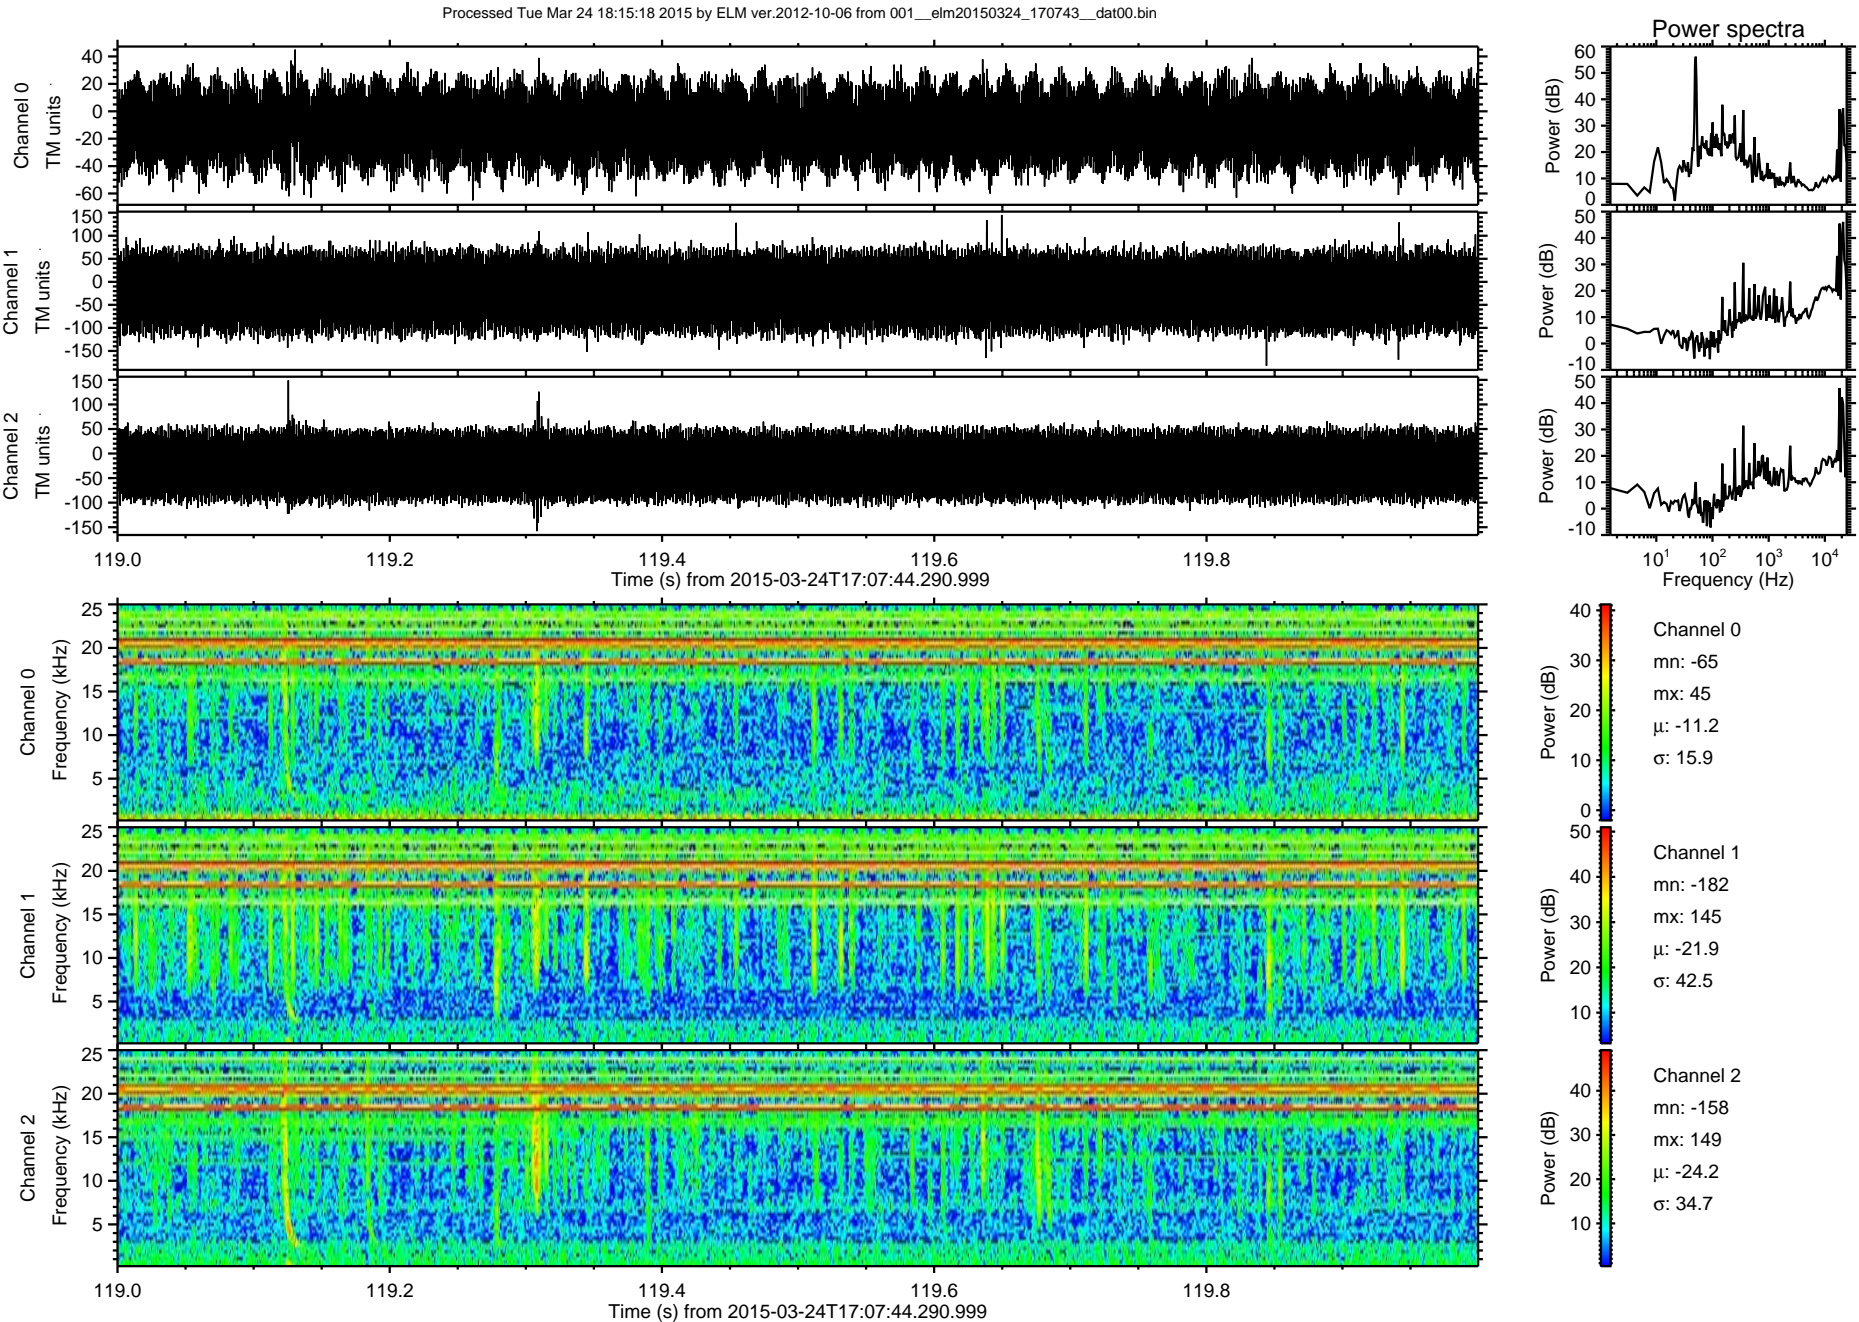 Processed Tue Mar 24 18:15:18 2015 by ELM ver.2012-10-06 from 001__elm20150324_170743__dat00.bin
Power spectra
Channel 0
TM units
40
20
0
-20
-40
-60
Power (dB)
60
50
40
30
20
10
0
Channel 1
TM units
150
100
50
0
-50
-100
-150
Power (dB)
50
40
30
20
10
0
-10
Channel 2
TM units
150
100
50
0
-50
-100
-150
Power (dB)
50
40
30
20
10
0
-10
119.0 119.2 119.4 119.6 119.8
Time (s) from 2015-03-24T17:07:44.290.999
10^1 10^2 10^3 10^4
Frequency (Hz)
Channel 0
Frequency (kHz)
25
20
15
10
5
Power (dB)
40
30
20
10
0
Channel 0
mn: -65
mx: 45
μ: -11.2
σ: 15.9
Channel 1
Frequency (kHz)
25
20
15
10
5
Power (dB)
50
40
30
20
10
Channel 1
mn: -182
mx: 145
μ: -21.9
σ: 42.5
Channel 2
Frequency (kHz)
25
20
15
10
5
Power (dB)
40
30
20
10
Channel 2
mn: -158
mx: 149
μ: -24.2
σ: 34.7
119.0 119.2 119.4 119.6 119.8
Time (s) from 2015-03-24T17:07:44.290.999